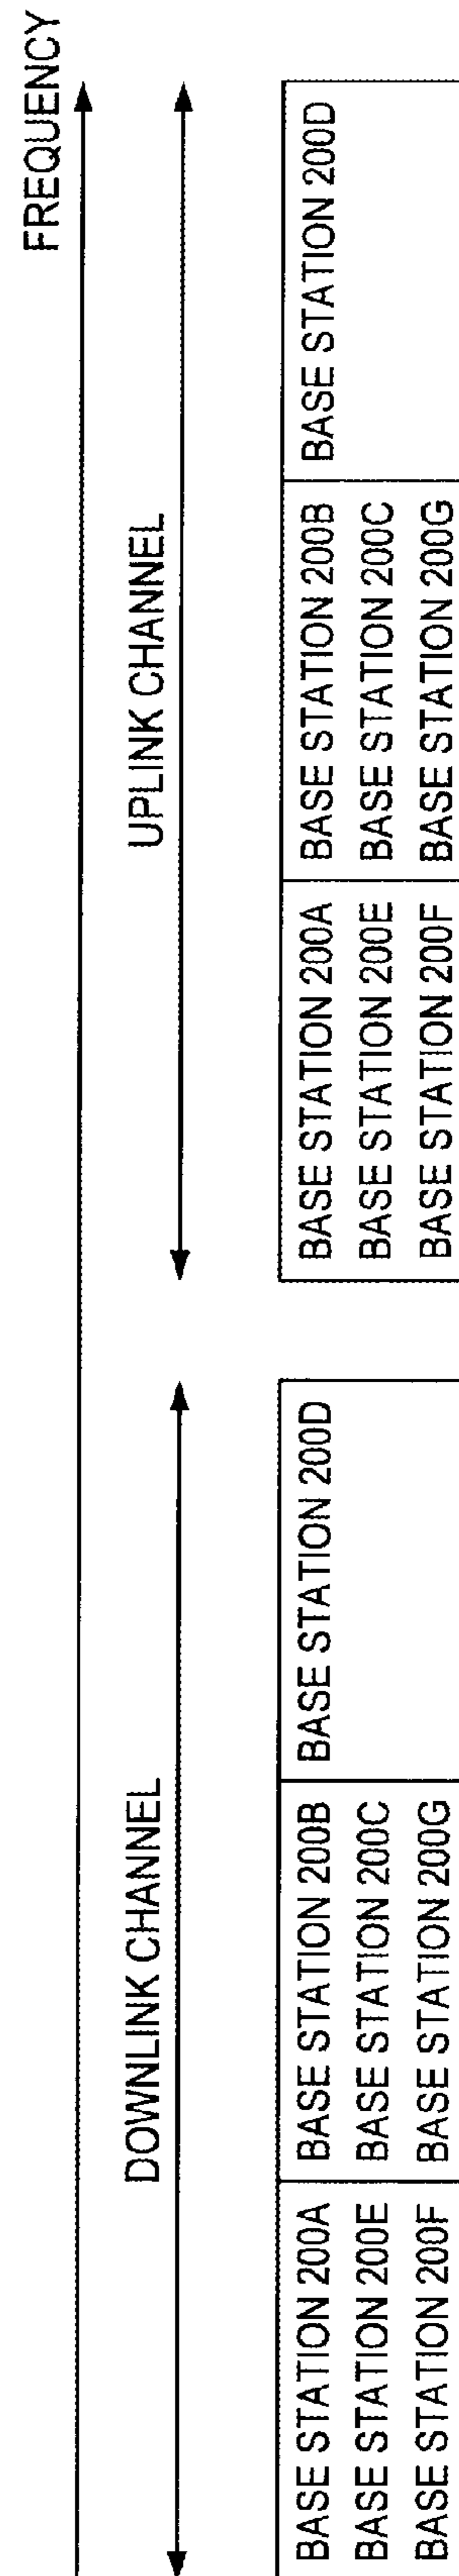 FREQUENCY
DOWNLINK CHANNEL
UPLINK CHANNEL
BASE STATION 200A
BASE STATION 200E
BASE STATION 200F
BASE STATION 200B
BASE STATION 200C
BASE STATION 200G
BASE STATION 200D
BASE STATION 200A
BASE STATION 200E
BASE STATION 200F
BASE STATION 200B
BASE STATION 200C
BASE STATION 200G
BASE STATION 200D